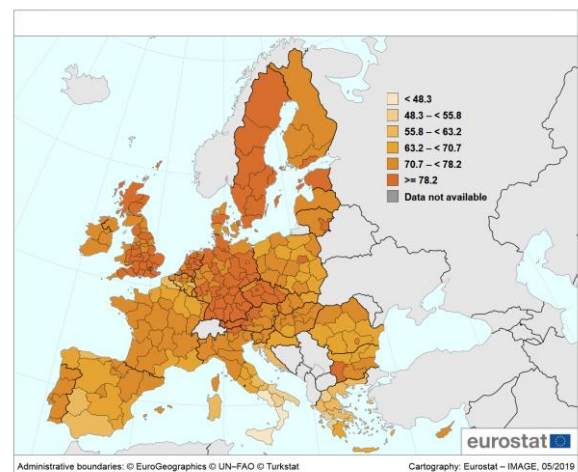 < 48.3
48.3 – < 55.8
55.8 – < 63.2
63.2 – < 70.7
70.7 – < 78.2
>= 78.2
Data not available
eurostat
Administrative boundaries: © EuroGeographics © UN–FAO © Turkstat
Cartography: Eurostat – IMAGE, 05/2019